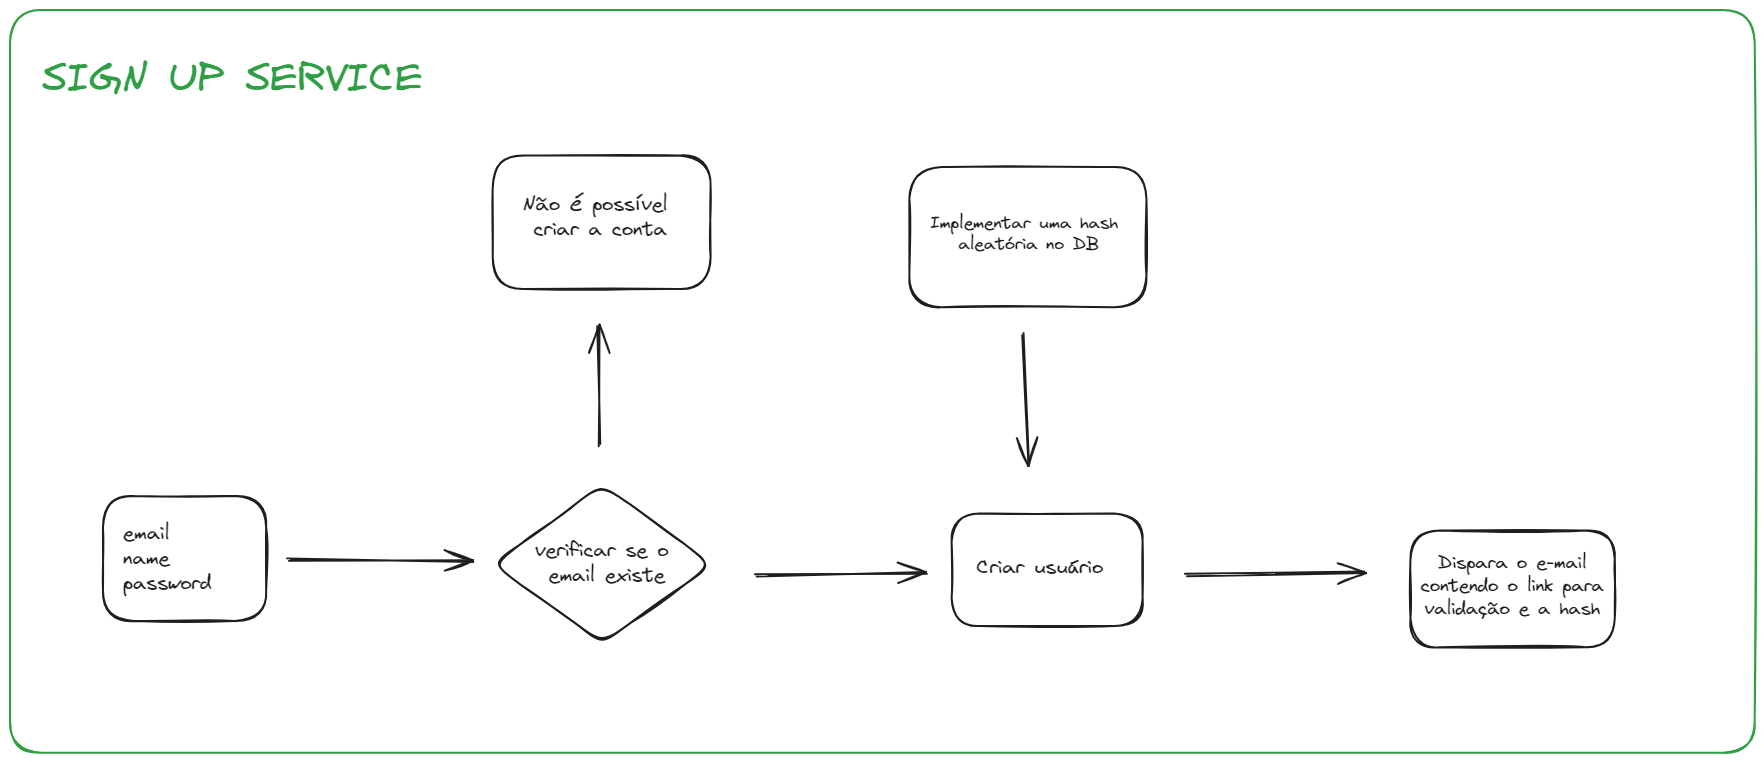 SIGN UP SERVICE
Não é possível
criar a conta
Implementar uma hash
aleatória no DB
email
name
password
verificar se o
email existe
Criar usuário
Dispara o e-mail
contendo o link para
validação e a hash